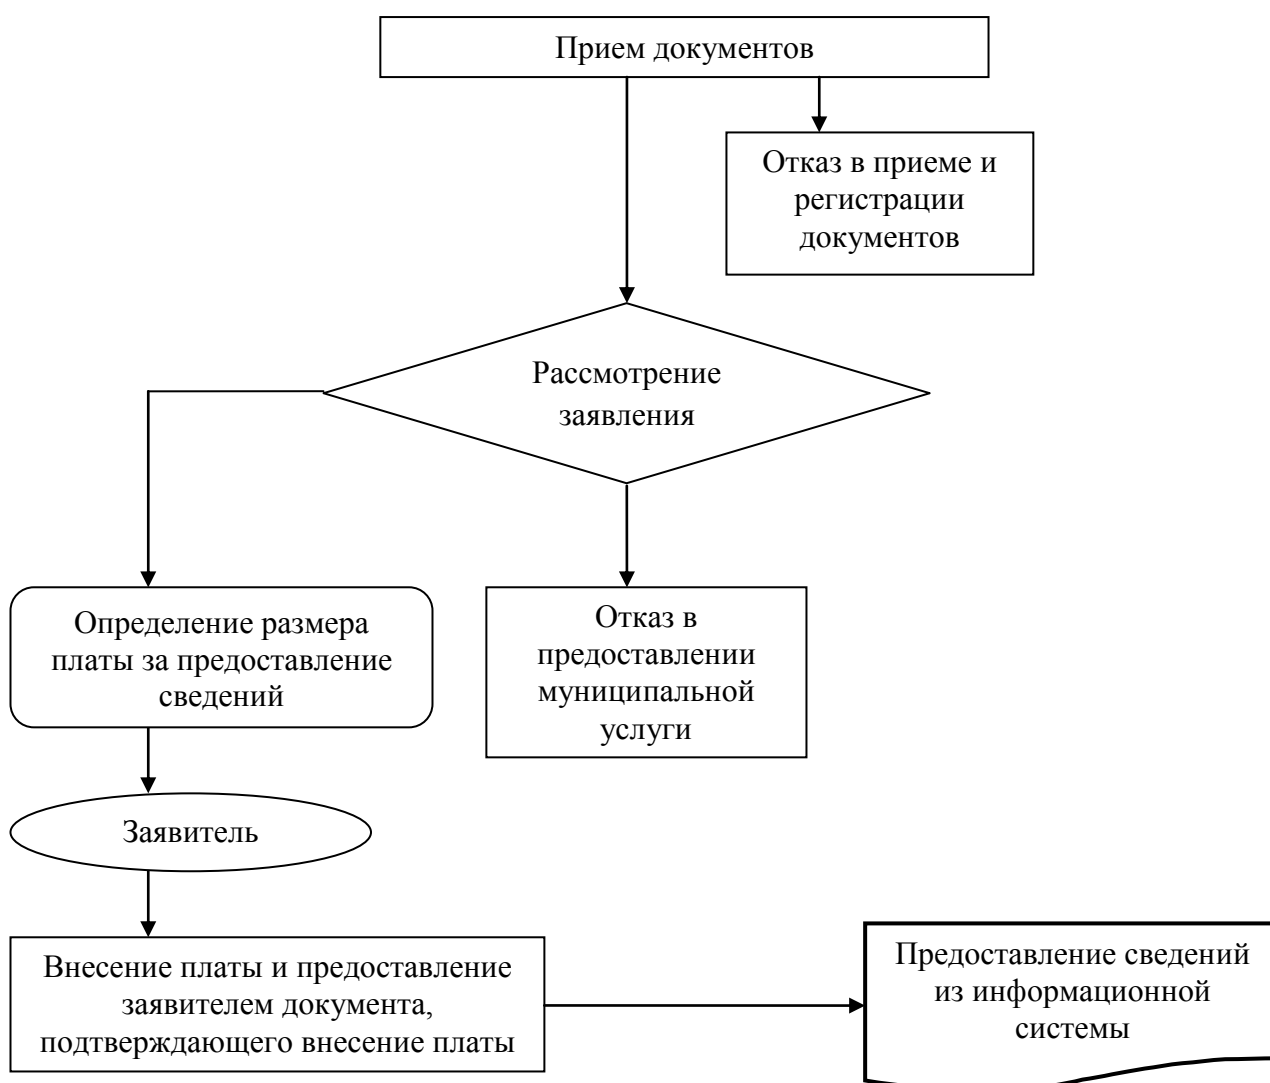 Прием документов
Отказ в приеме и
регистрации
документов
Рассмотрение
заявления
Определение размера
платы за предоставление
сведений
Отказ в
предоставлении
муниципальной
услуги
Заявитель
Внесение платы и предоставление
заявителем документа,
подтверждающего внесение платы
Предоставление сведений
из информационной
системы